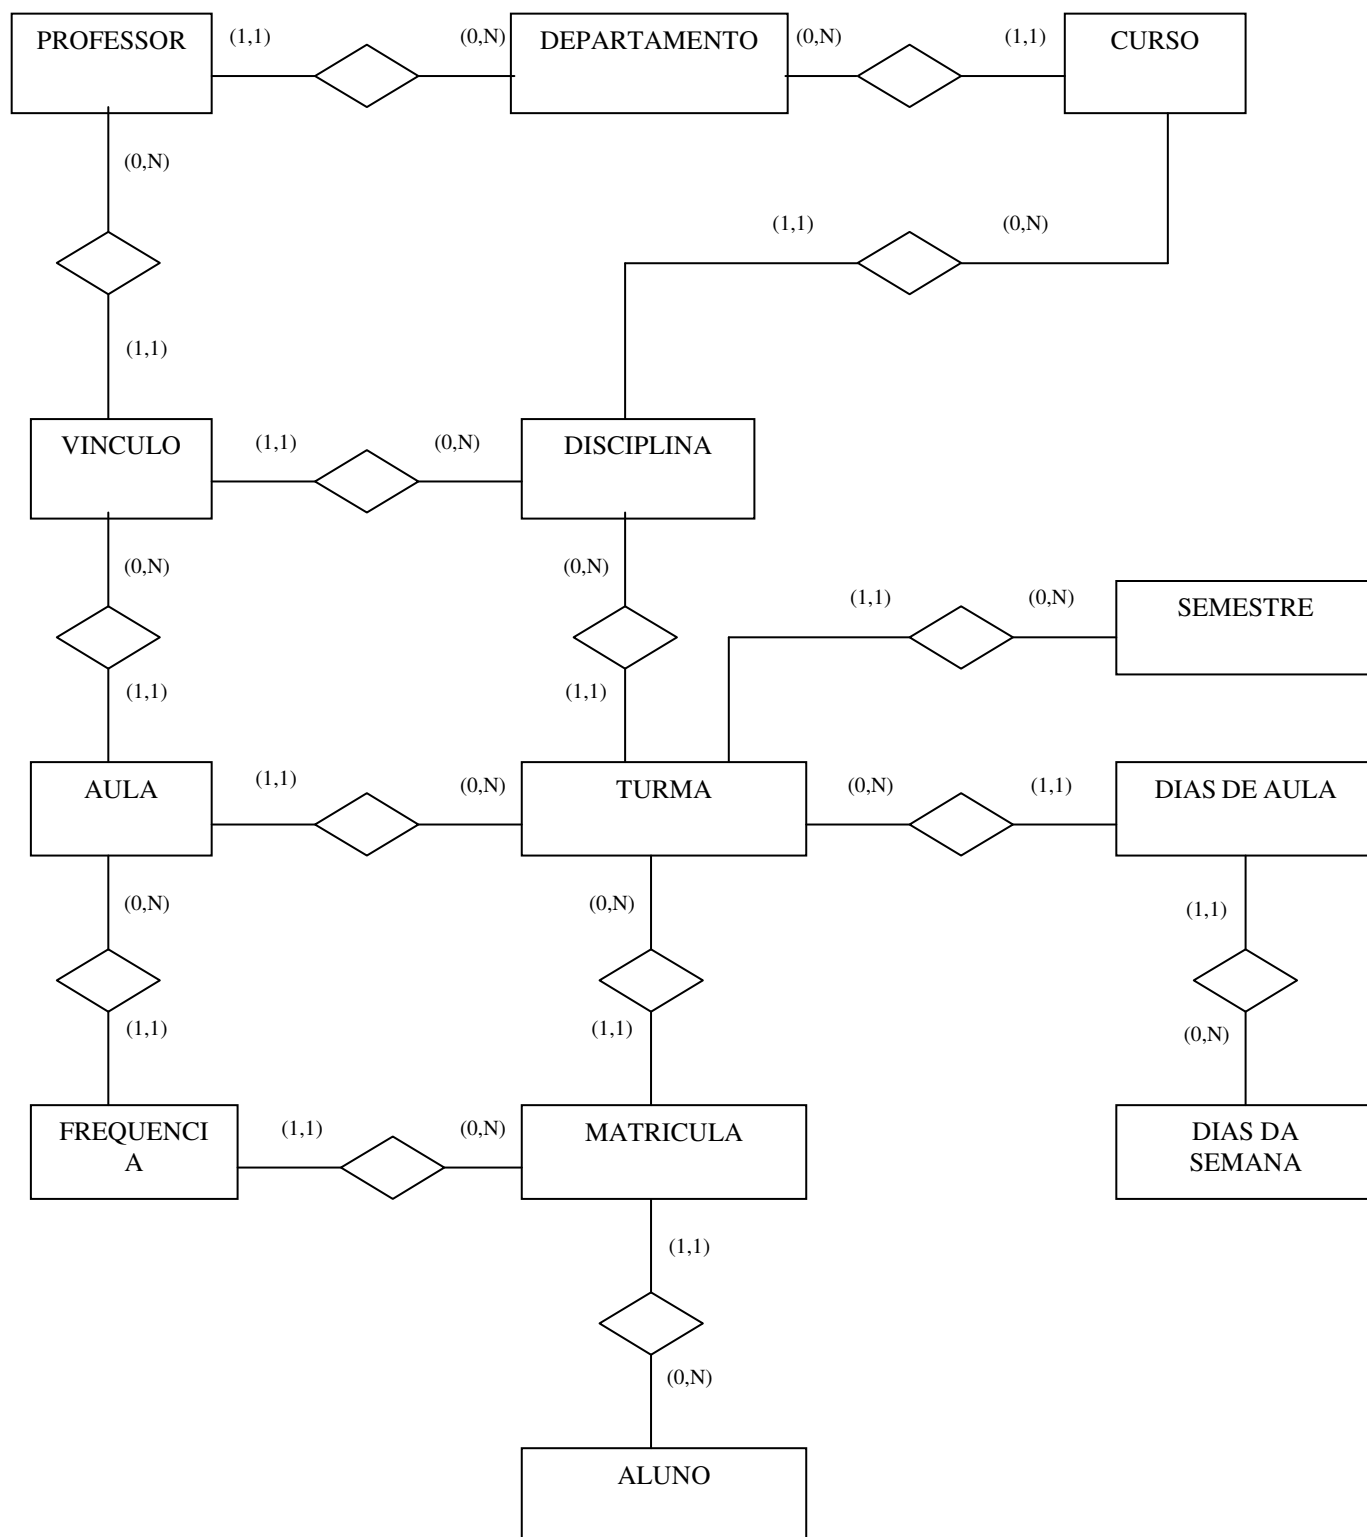 PROFESSOR
(1,1)
(0,N)
DEPARTAMENTO
(0,N)
(1,1)
CURSO
(0,N)
(1,1)
(0,N)
(1,1)
VINCULO
(1,1)
(0,N)
DISCIPLINA
(0,N)
(0,N)
(1,1)
(0,N)
SEMESTRE
(1,1)
(1,1)
AULA
(1,1)
(0,N)
TURMA
(0,N)
(1,1)
DIAS DE AULA
(0,N)
(0,N)
(1,1)
(1,1)
(1,1)
(0,N)
FREQUENCI
A
(1,1)
(0,N)
MATRICULA
DIAS DA
SEMANA
(1,1)
(0,N)
ALUNO